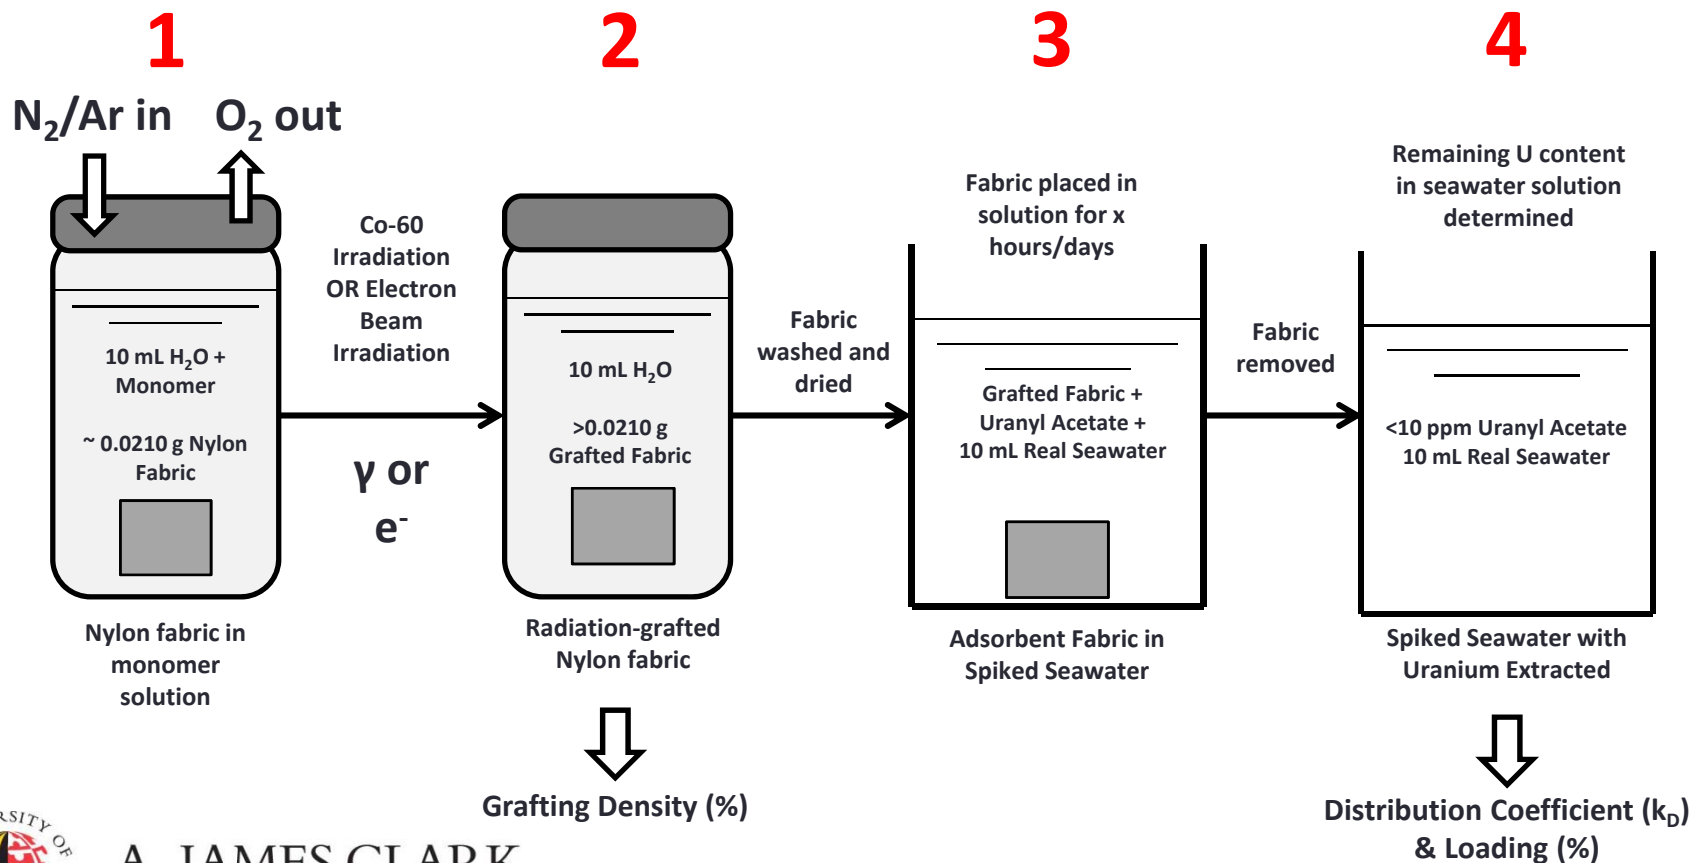 1
2
3
4
N₂/Ar in
O₂ out
Co-60
Irradiation
OR Electron
Beam
Irradiation
γ or
e⁻
10 mL H₂O +
Monomer
~ 0.0210 g Nylon
Fabric
Nylon fabric in
monomer
solution
10 mL H₂O
>0.0210 g
Grafted Fabric
Radiation-grafted
Nylon fabric
Grafting Density (%)
Fabric
washed and
dried
Fabric placed in
solution for x
hours/days
Grafted Fabric +
Uranyl Acetate +
10 mL Real Seawater
Adsorbent Fabric in
Spiked Seawater
Fabric
removed
Remaining U content
in seawater solution
determined
<10 ppm Uranyl Acetate
10 mL Real Seawater
Spiked Seawater with
Uranium Extracted
Distribution Coefficient (k_D)
& Loading (%)
A. JAMES CLARK